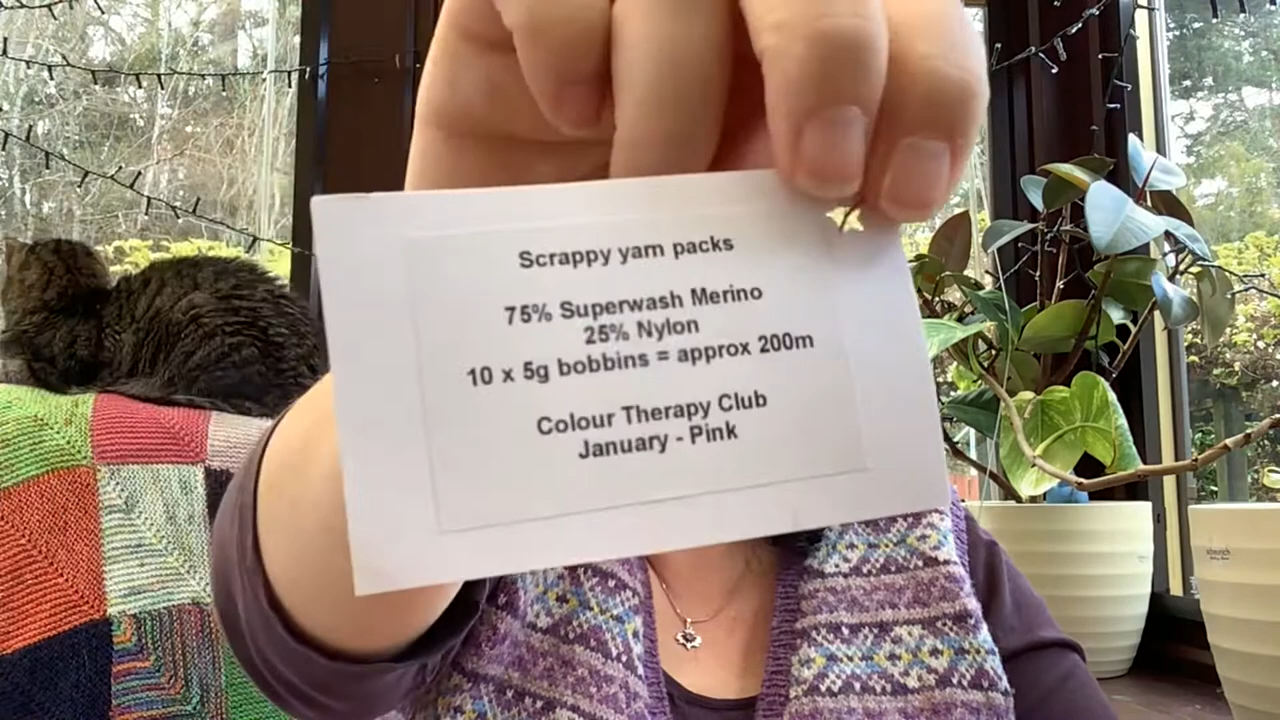 Scrappy yarn packs
75% Superwash Merino
25% Nylon
10 x 5g bobbins = approx 200m
Colour Therapy Club
January - Pink